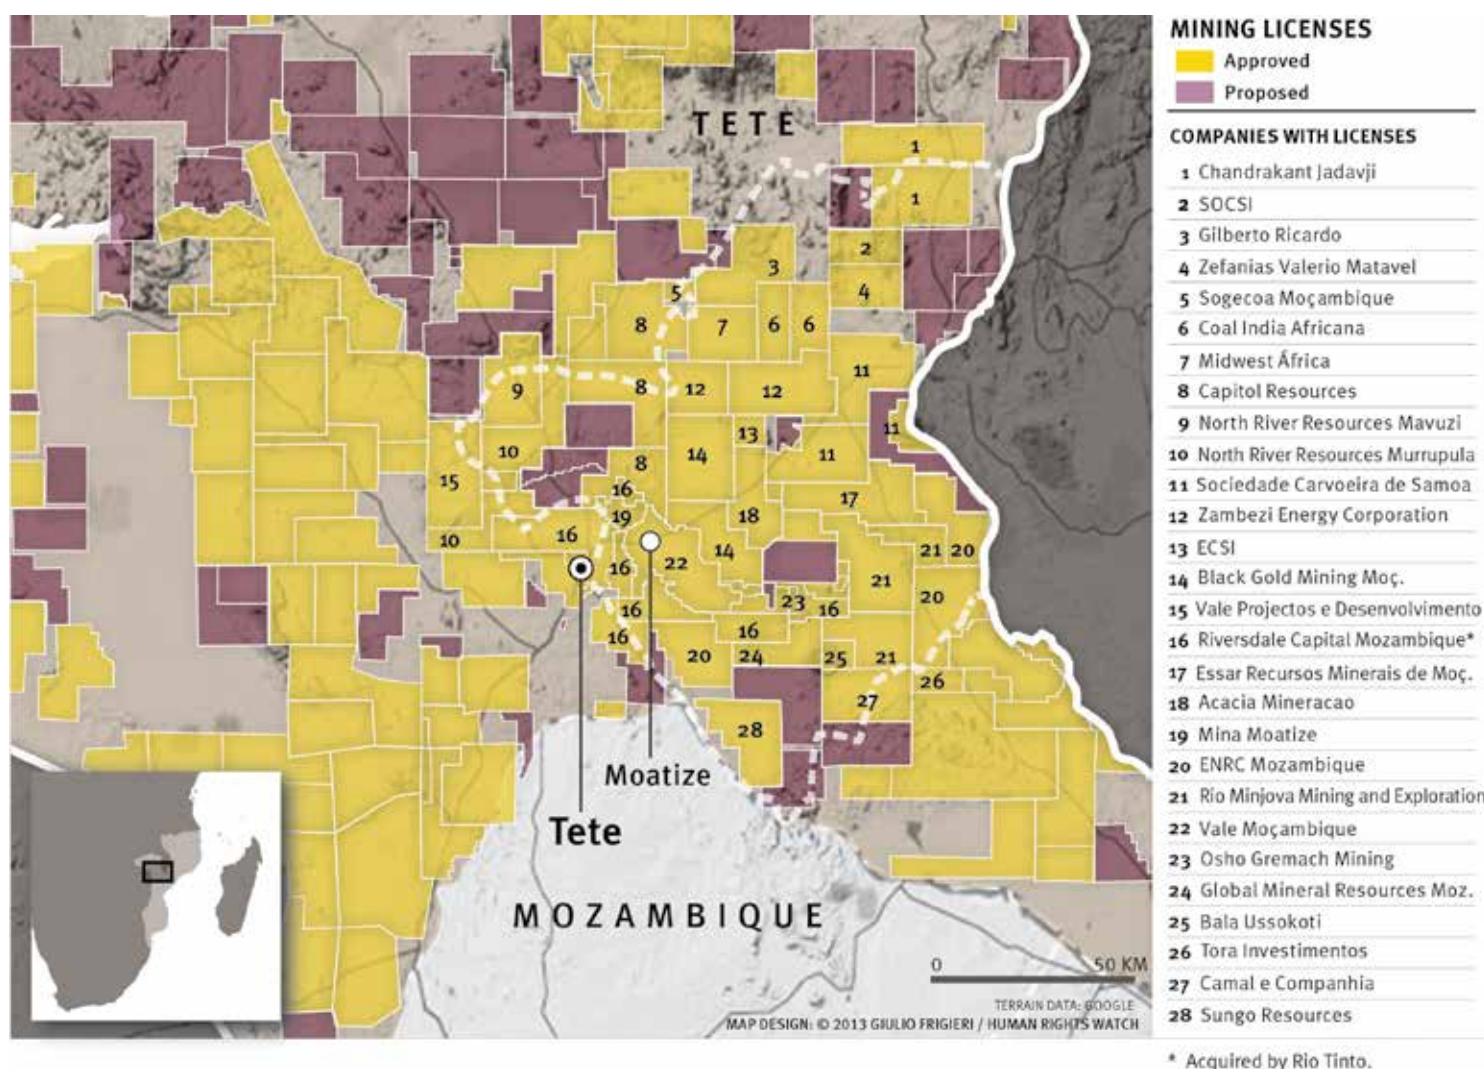 MINING LICENSES
Approved
Proposed
COMPANIES WITH LICENSES
1 Chandrakant Jadavji
2 SOCSI
3 Gilberto Ricardo
4 Zefanias Valerio Matavel
5 Sogecoa Moçambique
6 Coal India Africana
7 Midwest África
8 Capitol Resources
9 North River Resources Mavuzi
10 North River Resources Murrupula
11 Sociedade Carvoeira de Samoa
12 Zambezi Energy Corporation
13 ECSI
14 Black Gold Mining Moç.
15 Vale Projectos e Desenvolvimento
16 Riversdale Capital Mozambique*
17 Essar Recursos Minerais de Moç.
18 Acacia Mineracao
19 Mina Moatize
20 ENRC Mozambique
21 Rio Minjova Mining and Exploration
22 Vale Moçambique
23 Osho Gremach Mining
24 Global Mineral Resources Moz.
25 Bala Ussokoti
26 Tora Investimentos
27 Camal e Companhia
28 Sungo Resources
* Acquired by Rio Tinto.
TETE
1
1
2
3
4
5
8
7
6
6
11
9
8
12
12
11
13
10
14
11
8
15
16
17
19
18
16
10
14
21
20
22
16
21
23
16
20
16
16
16
20
24
25
21
26
27
28
Moatize
Tete
MOZAMBIQUE
0 50 KM
TERRAIN DATA: GOOGLE
MAP DESIGN: © 2013 GIULIO FRIGIERI / HUMAN RIGHTS WATCH